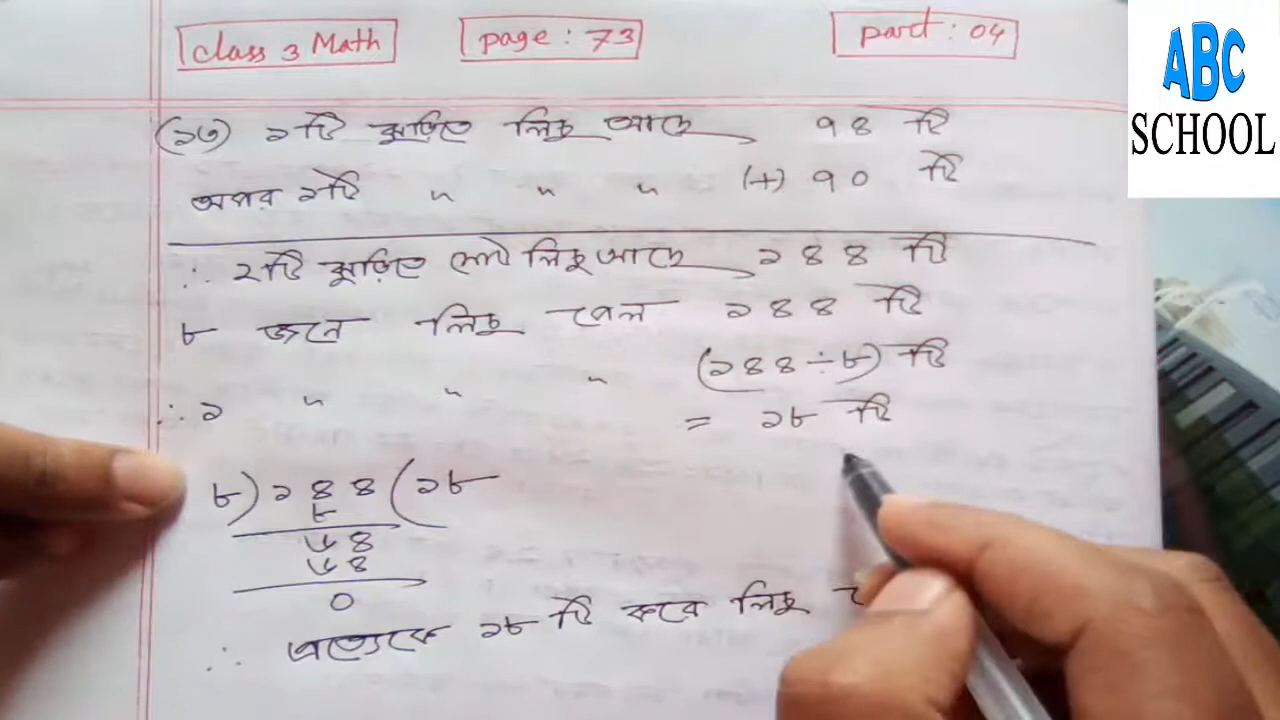 class 3 Math
page: 73
part: 04
ABC
SCHOOL
(১৩) ১টি ঝুড়িতে লিচু আছে ৭৪ টি
অপর ১টি " " " (+) ৭০ টি
∴ ২টি ঝুড়িতে মোট লিচু আছে ১৪৪ টি
৮ জনে লিচু পেল ১৪৪ টি
∴ ১ " " " (১৪৪÷৮) টি
= ১৮ টি
৮) ১৪৪ (১৮
৮
৬৪
৬৪
০
∴ প্রত্যেকে ১৮ টি করে লিচু